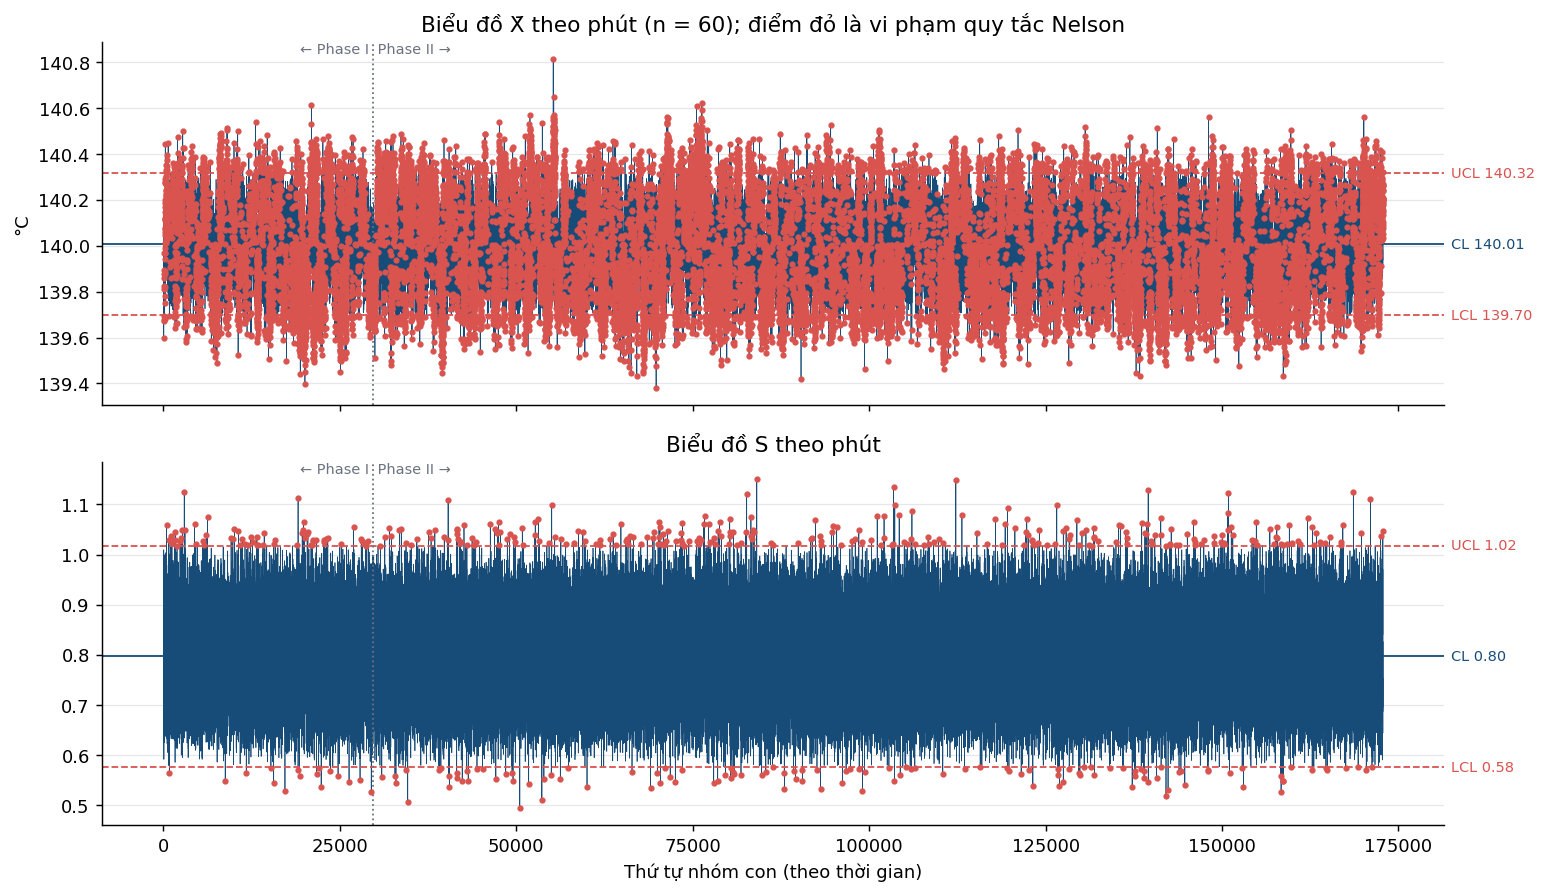 Biểu đồ X̄ theo phút (n = 60); điểm đỏ là vi phạm quy tắc Nelson
← Phase I
Phase II →
140.8
140.6
140.4
140.2
140.0
139.8
139.6
139.4
°C
UCL 140.32
CL 140.01
LCL 139.70
Biểu đồ S theo phút
← Phase I
Phase II →
1.1
1.0
0.9
0.8
0.7
0.6
0.5
UCL 1.02
CL 0.80
LCL 0.58
0 25000 50000 75000 100000 125000 150000 175000
Thứ tự nhóm con (theo thời gian)